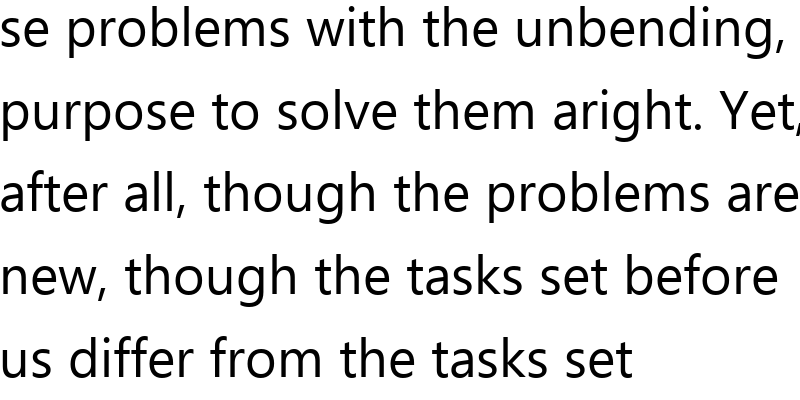 se problems with the unbending,
purpose to solve them aright. Yet,
after all, though the problems are
new, though the tasks set before
us differ from the tasks set